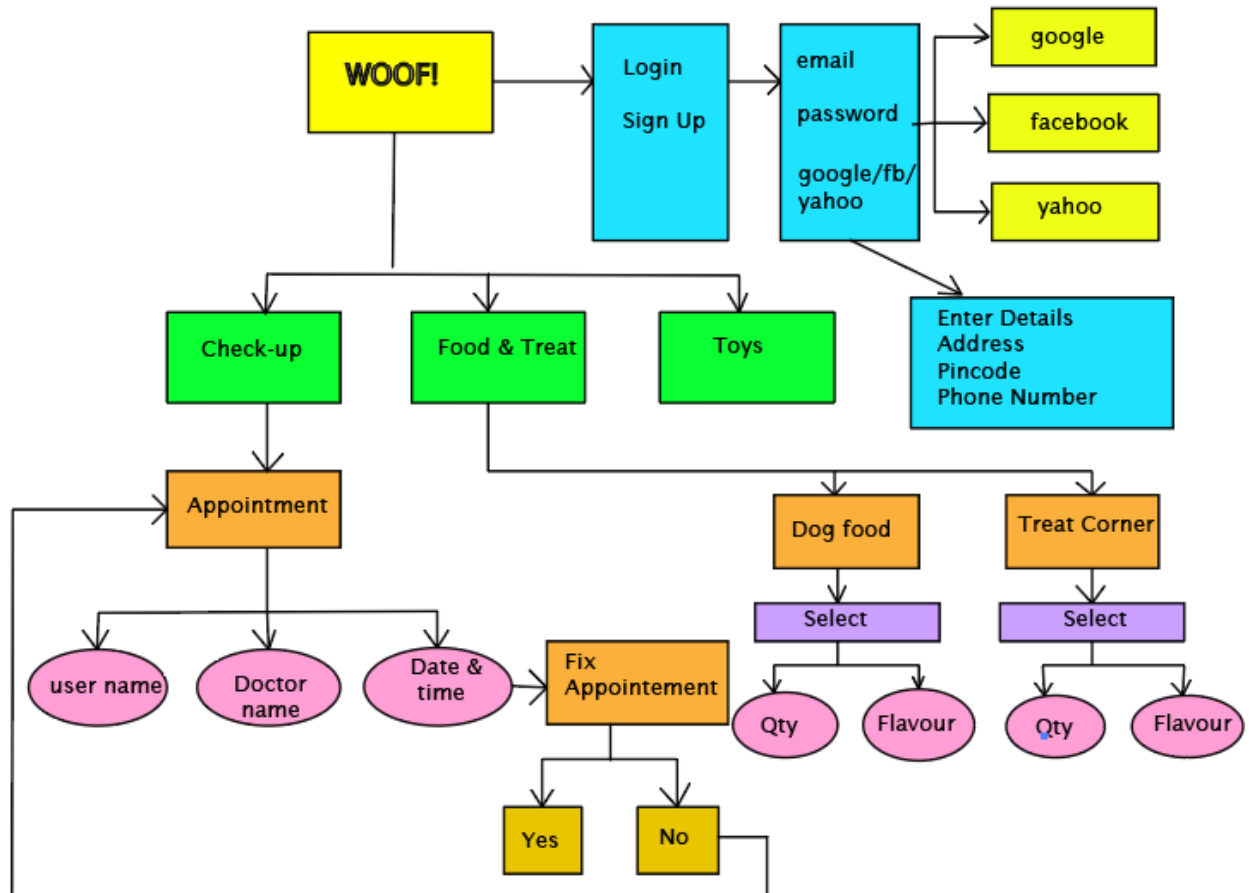 WOOF!
Login
Sign Up
email
password
google/fb/
yahoo
google
facebook
yahoo
Enter Details
Address
Pincode
Phone Number
Check-up
Food & Treat
Toys
Appointment
Dog food
Treat Corner
Select
Select
user name
Doctor
name
Date &
time
Fix
Appointement
Qty
Flavour
Qty
Flavour
Yes
No